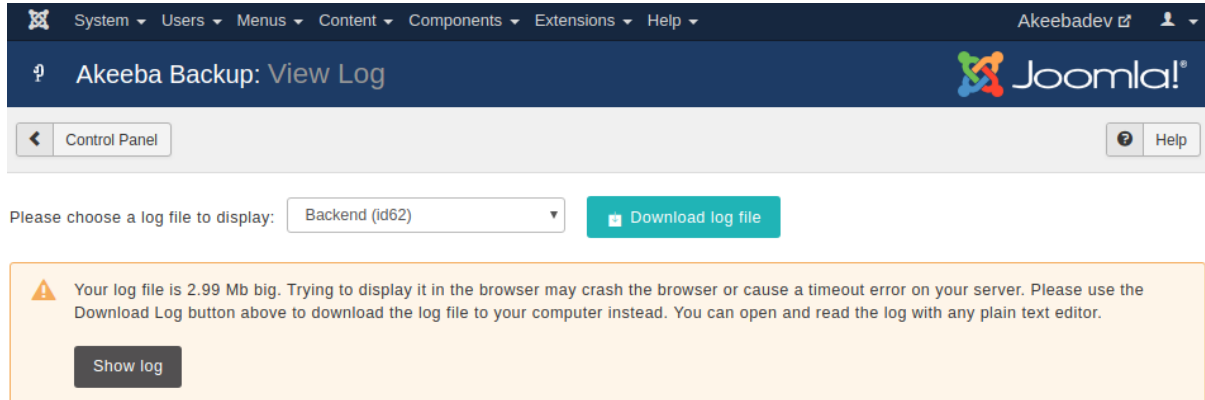 System Users Menus Content Components Extensions Help Akeebadev
Akeeba Backup: View Log Joomla!®
Control Panel Help
Please choose a log file to display: Backend (id62) Download log file
Your log file is 2.99 Mb big. Trying to display it in the browser may crash the browser or cause a timeout error on your server. Please use the
Download Log button above to download the log file to your computer instead. You can open and read the log with any plain text editor.
Show log